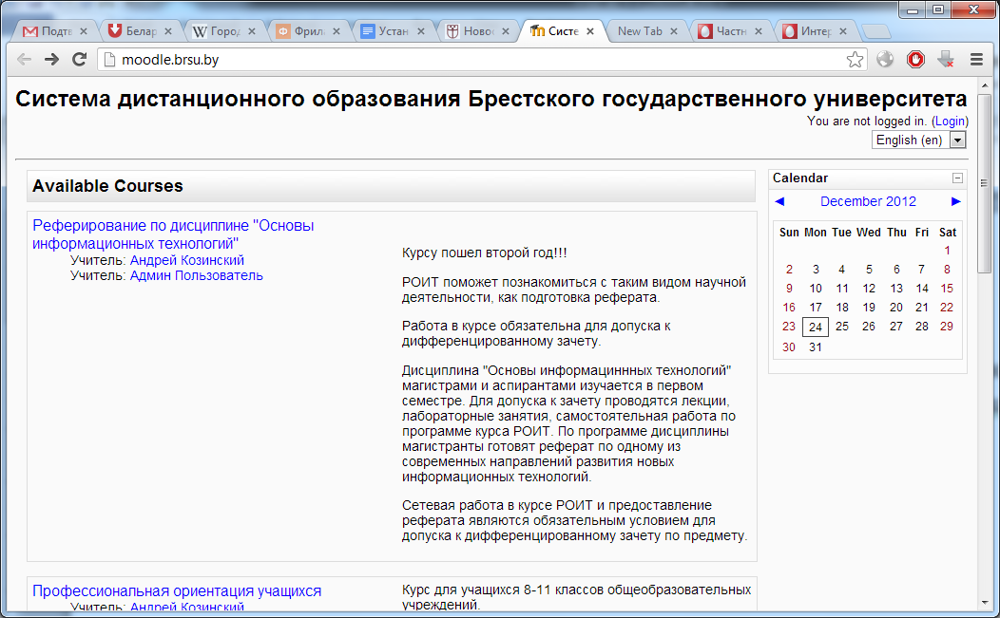 Подтв
Белар
Город
Фрила
Устан
Новос
Систе
New Tab
Частн
Интер
moodle.brsu.by
Система дистанционного образования Брестского государственного университета
You are not logged in. (Login)
English (en)
Available Courses
Реферирование по дисциплине "Основы
информационных технологий"
Учитель: Андрей Козинский
Учитель: Админ Пользователь
Курсу пошел второй год!!!
РОИТ поможет познакомиться с таким видом научной
деятельности, как подготовка реферата.
Работа в курсе обязательна для допуска к
дифференцированному зачету.
Дисциплина "Основы информациннных технологий"
магистрами и аспирантами изучается в первом
семестре. Для допуска к зачету проводятся лекции,
лабораторные занятия, самостоятельная работа по
программе курса РОИТ. По программе дисциплины
магистранты готовят реферат по одному из
современных направлений развития новых
информационных технологий.
Сетевая работа в курсе РОИТ и предоставление
реферата являются обязательным условием для
допуска к дифференцированному зачету по предмету.
Профессиональная ориентация учащихся
Учитель: Андрей Козинский
Курс для учащихся 8-11 классов общеобразовательных
учреждений.
Calendar
December 2012
Sun Mon Tue Wed Thu Fri Sat
1
2 3 4 5 6 7 8
9 10 11 12 13 14 15
16 17 18 19 20 21 22
23 24 25 26 27 28 29
30 31